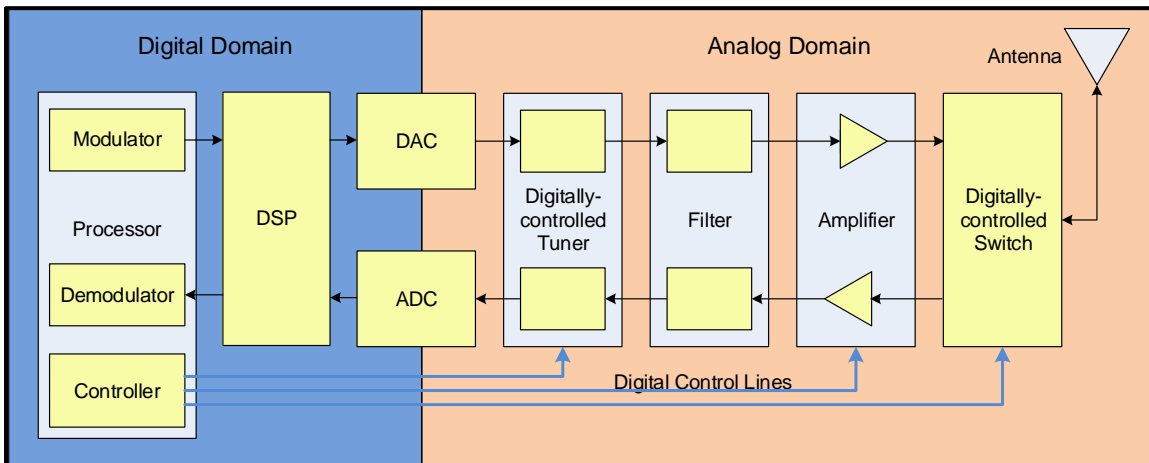 Digital Domain
Analog Domain
Antenna
Modulator
DAC
DSP
Processor
Digitally-
controlled
Tuner
Filter
Amplifier
Digitally-
controlled
Switch
Demodulator
ADC
Controller
Digital Control Lines